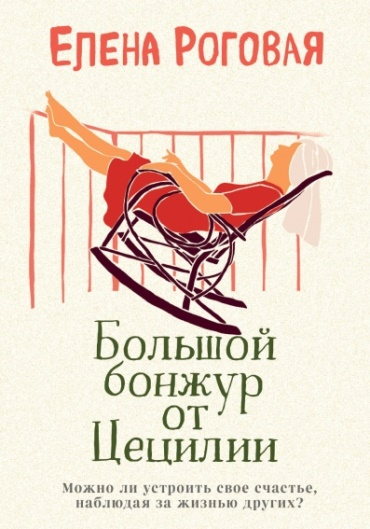 Елена Роговая
Большой
бонжур
от
Цецилии
Можно ли устроить свое счастье,
наблюдая за жизнью других?